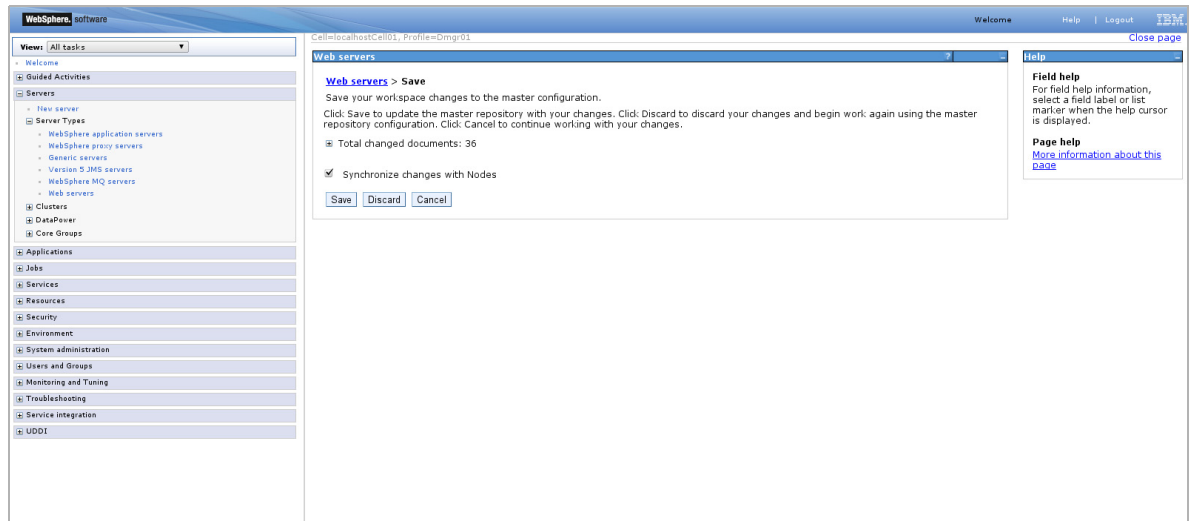 WebSphere. software
Welcome
Help | Logout
IBM.
View: All tasks
Welcome
Guided Activities
Servers
New server
Server Types
WebSphere application servers
WebSphere proxy servers
Generic servers
Version 5 JMS servers
WebSphere MQ servers
Web servers
Clusters
DataPower
Core Groups
Applications
Jobs
Services
Resources
Security
Environment
System administration
Users and Groups
Monitoring and Tuning
Troubleshooting
Service integration
UDDI
Cell=localhostCell01, Profile=Dmgr01
Close page
Web servers
?
Web servers > Save
Save your workspace changes to the master configuration.
Click Save to update the master repository with your changes. Click Discard to discard your changes and begin work again using the master
repository configuration. Click Cancel to continue working with your changes.
Total changed documents: 36
Synchronize changes with Nodes
Save Discard Cancel
Help
Field help
For field help information,
select a field label or list
marker when the help cursor
is displayed.
Page help
More information about this
page